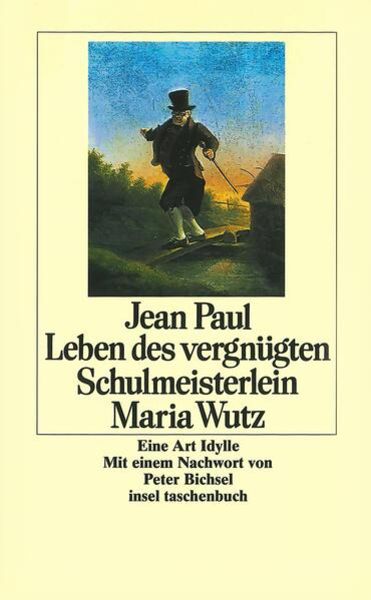 Jean Paul
Leben des vergnügten
Schulmeisterlein
Maria Wutz
Eine Art Idylle
Mit einem Nachwort von
Peter Bichsel
insel taschenbuch